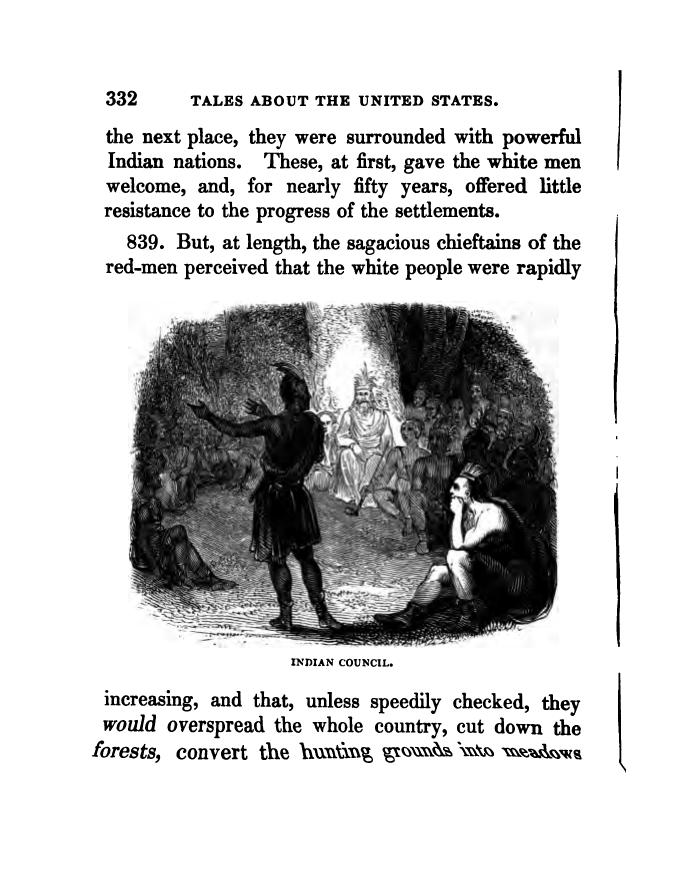 332 TALES ABOUT THE UNITED STATES.
the next place, they were surrounded with powerful
Indian nations. These, at first, gave the white men
welcome, and, for nearly fifty years, offered little
resistance to the progress of the settlements.
839. But, at length, the sagacious chieftains of the
red-men perceived that the white people were rapidly
INDIAN COUNCIL.
increasing, and that, unless speedily checked, they
would overspread the whole country, cut down the
forests, convert the hunting grounds into meadows